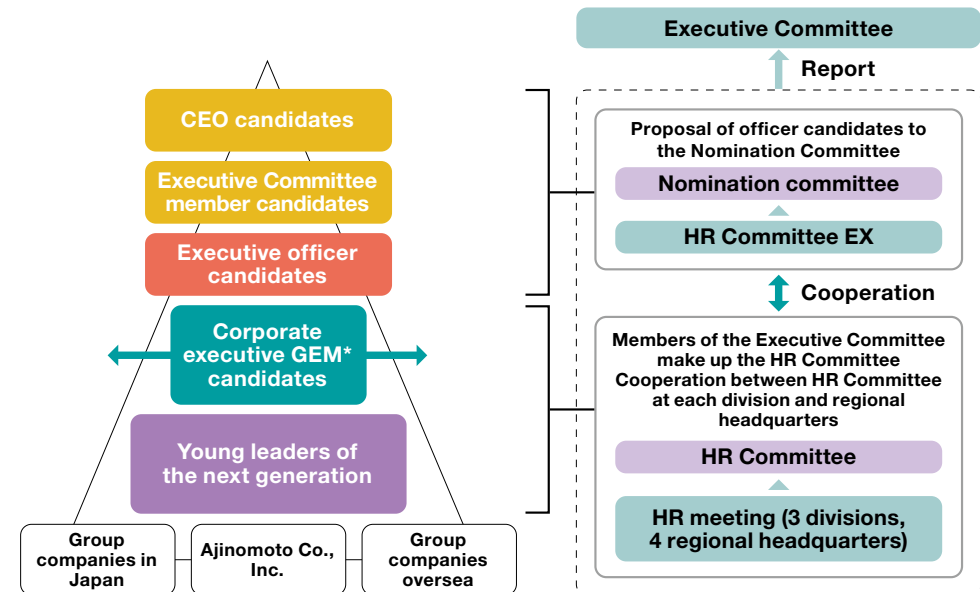 CEO candidates
Executive Committee
member candidates
Executive officer
candidates
Corporate
executive GEM*
candidates
Young leaders of
the next generation
Group
companies in
Japan
Ajinomoto Co.,
Inc.
Group
companies
oversea
Executive Committee
Report
Proposal of officer candidates to
the Nomination Committee
Nomination committee
HR Committee EX
Cooperation
Members of the Executive Committee
make up the HR Committee
Cooperation between HR Committee
at each division and regional
headquarters
HR Committee
HR meeting (3 divisions,
4 regional headquarters)